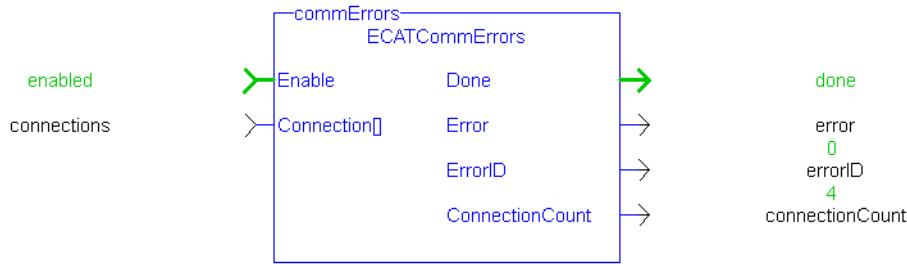 commErrors
ECATCommErrors
enabled Enable Done done
connections Connection[] Error error
0
ErrorID errorID
4
ConnectionCount connectionCount